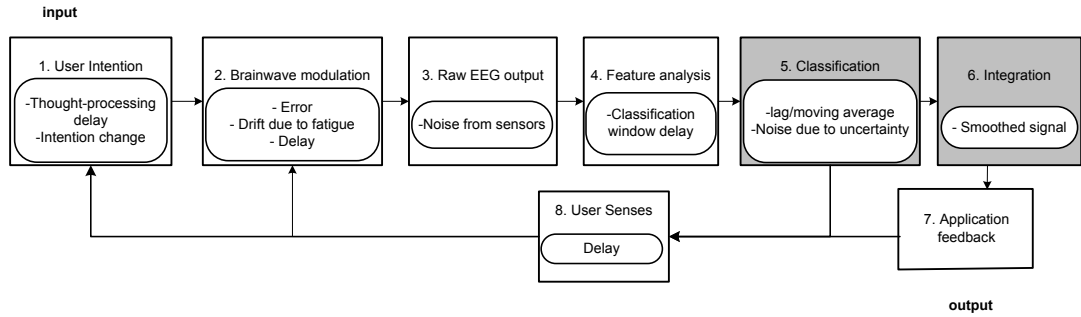 input
1. User Intention
-Thought-processing
delay
-Intention change
2. Brainwave modulation
- Error
- Drift due to fatigue
- Delay
3. Raw EEG output
-Noise from sensors
4. Feature analysis
-Classification
window delay
5. Classification
-lag/moving average
-Noise due to uncertainty
6. Integration
- Smoothed signal
7. Application
feedback
8. User Senses
Delay
output